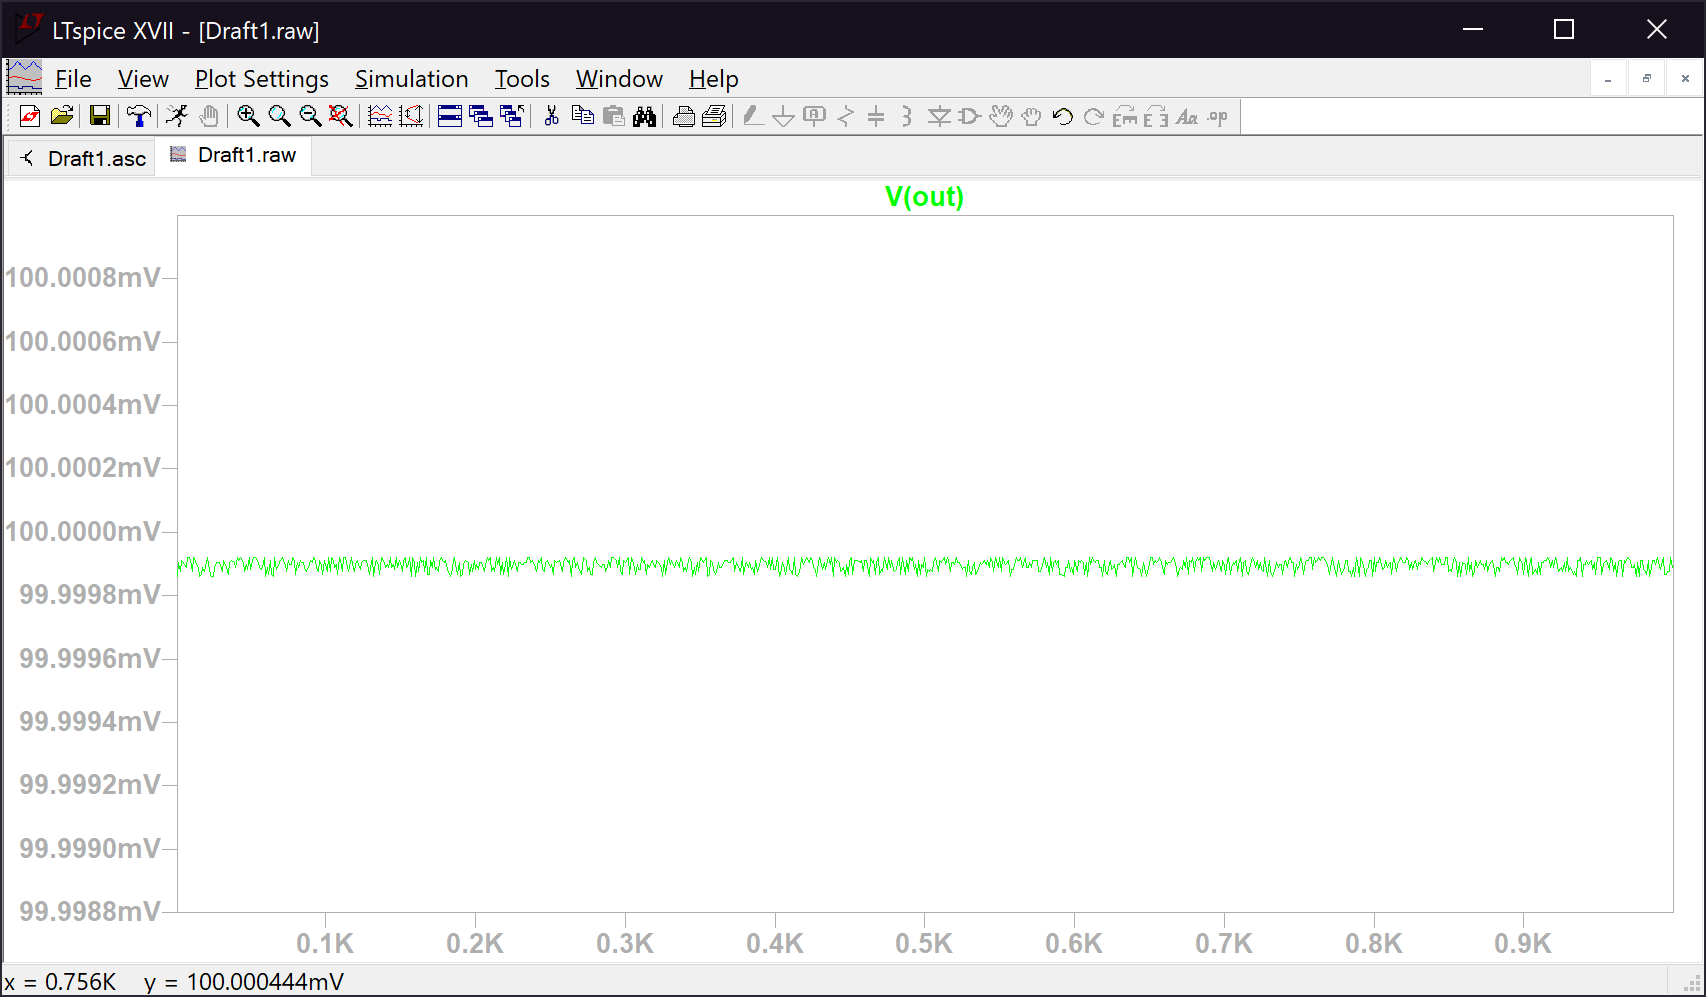 LTspice XVII - [Draft1.raw]
File View Plot Settings Simulation Tools Window Help
Draft1.asc Draft1.raw
V(out)
100.0008mV
100.0006mV
100.0004mV
100.0002mV
100.0000mV
99.9998mV
99.9996mV
99.9994mV
99.9992mV
99.9990mV
99.9988mV
0.1K 0.2K 0.3K 0.4K 0.5K 0.6K 0.7K 0.8K 0.9K
x = 0.756K y = 100.000444mV